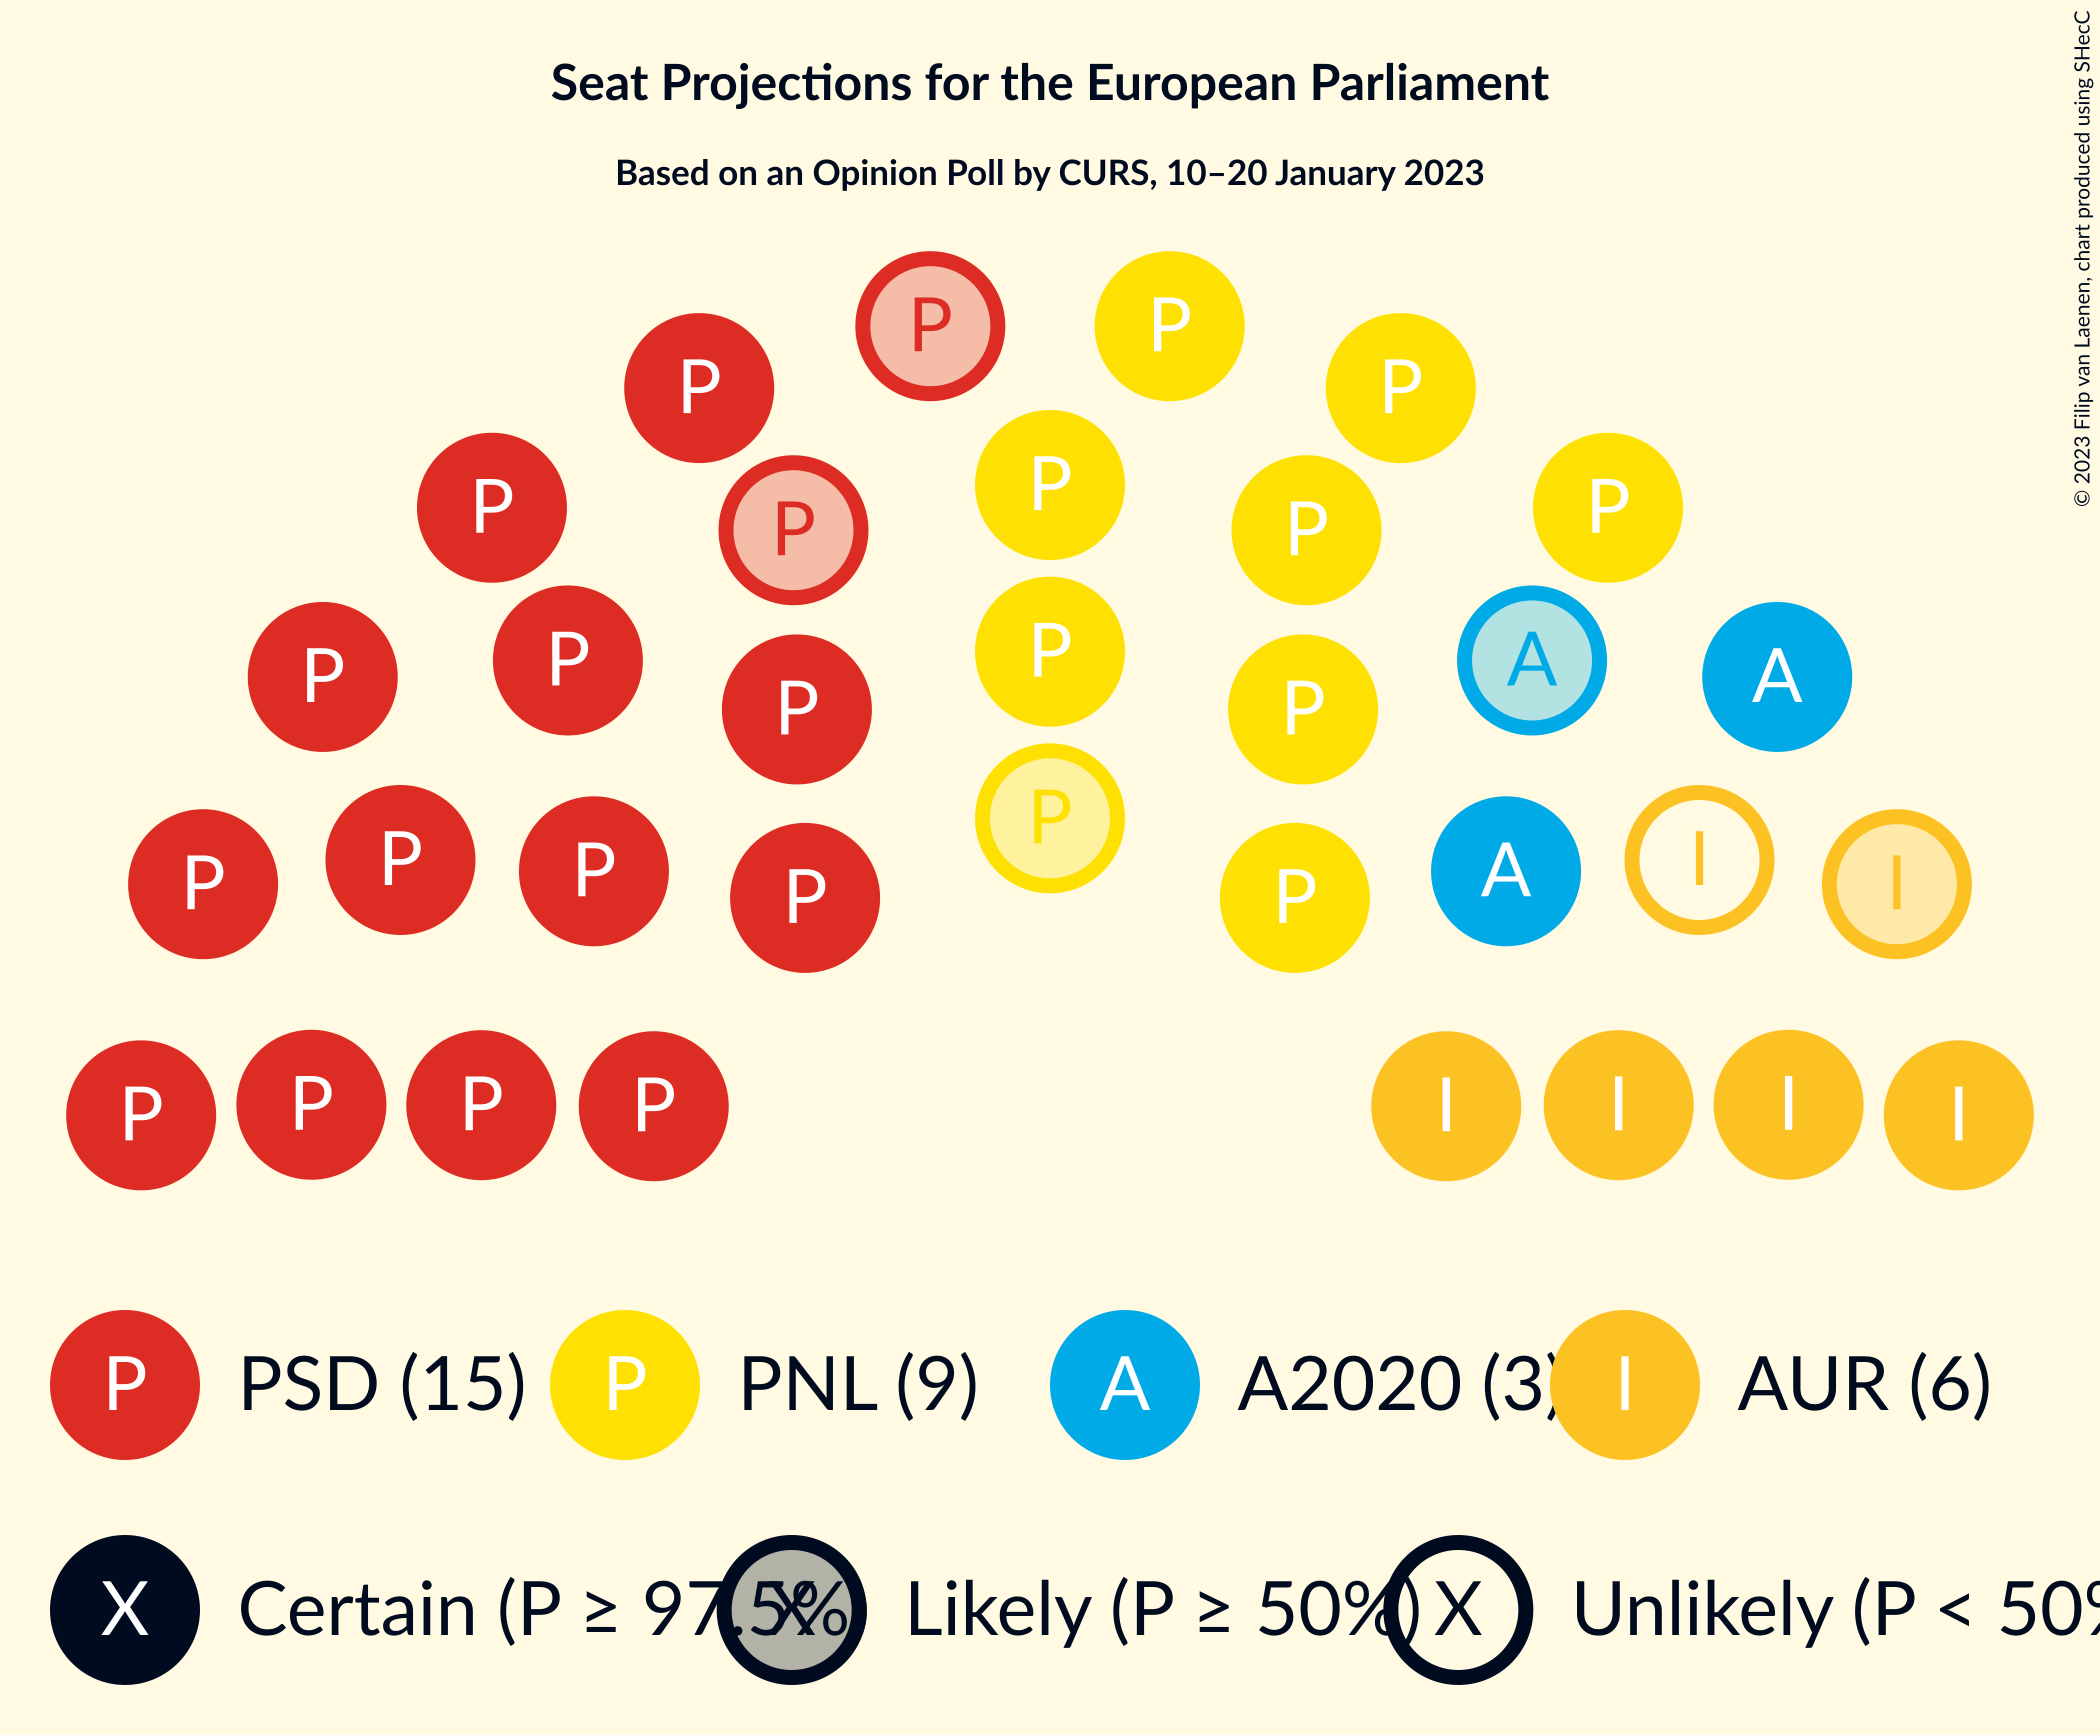 Seat Projections for the European Parliament
Based on an Opinion Poll by CURS, 10–20 January 2023
© 2023 Filip van Laenen, chart produced using SHecC
P P
P P
P P P P
P P
P P P
P P A A
P P
P P P P A I I
P P
P P P P I I I I
P PSD (15) P PNL (9) A A2020 (3) I AUR (6)
X Certain (P ≥ 97.5% X Likely (P ≥ 50%) X Unlikely (P < 50%